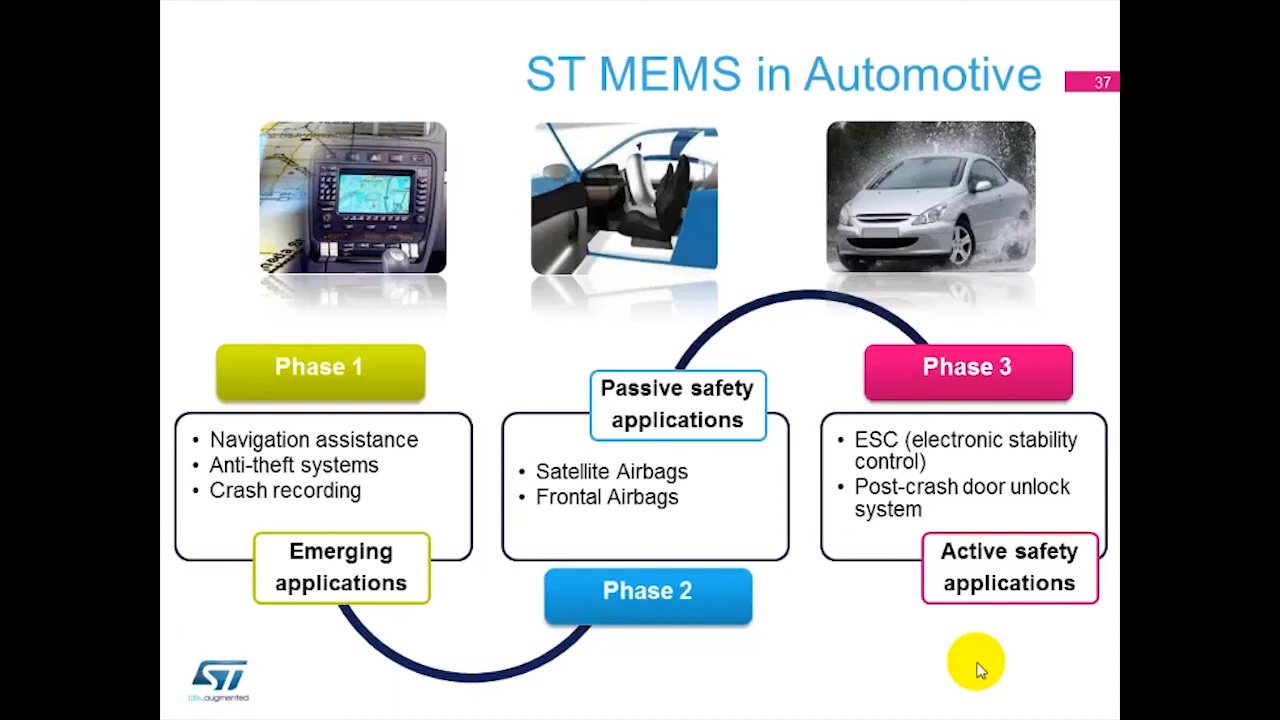 ST MEMS in Automotive
37
Phase 1
Navigation assistance
Anti-theft systems
Crash recording
Emerging
applications
Passive safety
applications
Satellite Airbags
Frontal Airbags
Phase 2
Phase 3
ESC (electronic stability
control)
Post-crash door unlock
system
Active safety
applications
ST
life.augmented